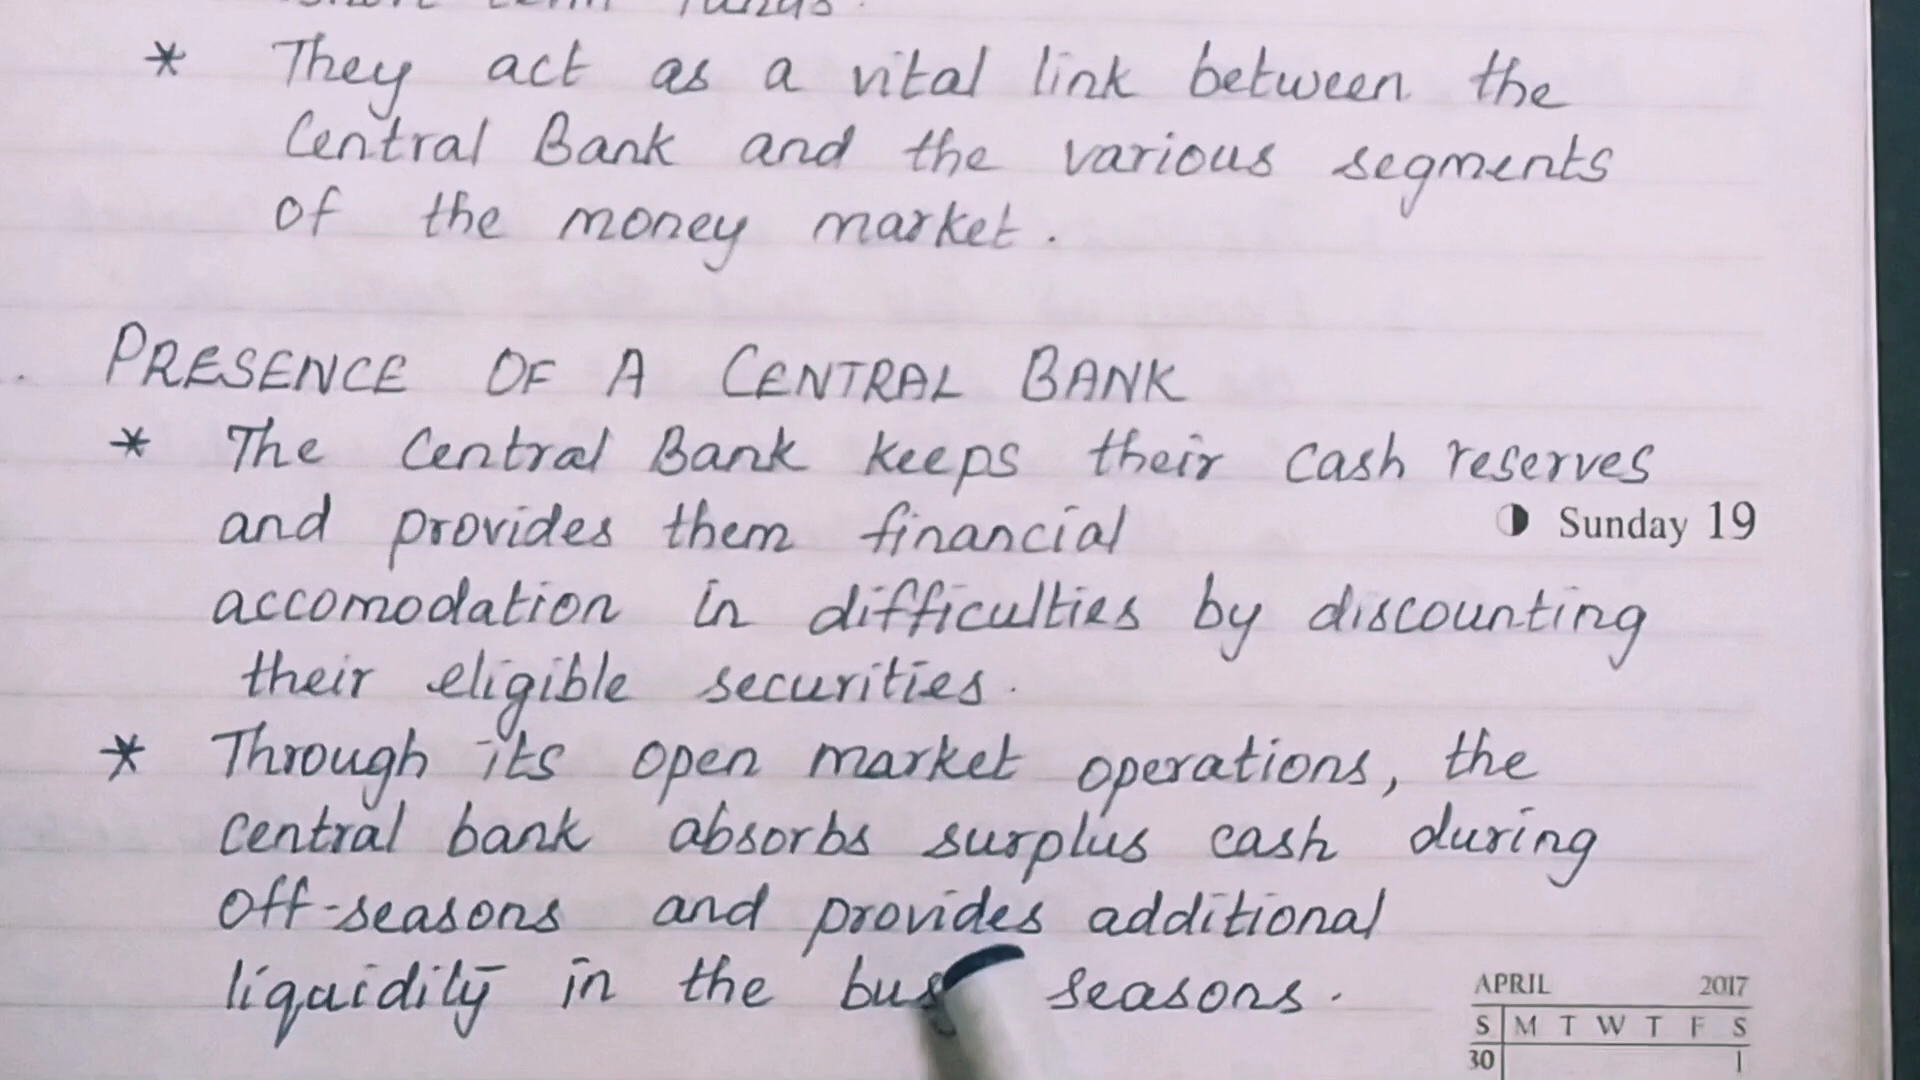 short term funds.
* They act as a vital link between the
Central Bank and the various segments
of the money market.
PRESENCE OF A CENTRAL BANK
* The Central Bank keeps their cash reserves
and provides them financial
Sunday 19
accomodation in difficulties by discounting
their eligible securities.
* Through its open market operations, the
central bank absorbs surplus cash during
off-seasons and provides additional
liquidity in the seasons.
APRIL 2017
S M T W T F S
30 1